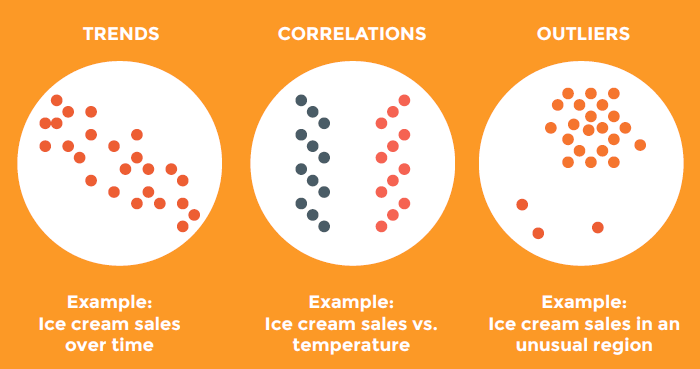 TRENDS
CORRELATIONS
OUTLIERS
Example:
Ice cream sales
over time
Example:
Ice cream sales vs.
temperature
Example:
Ice cream sales in an
unusual region